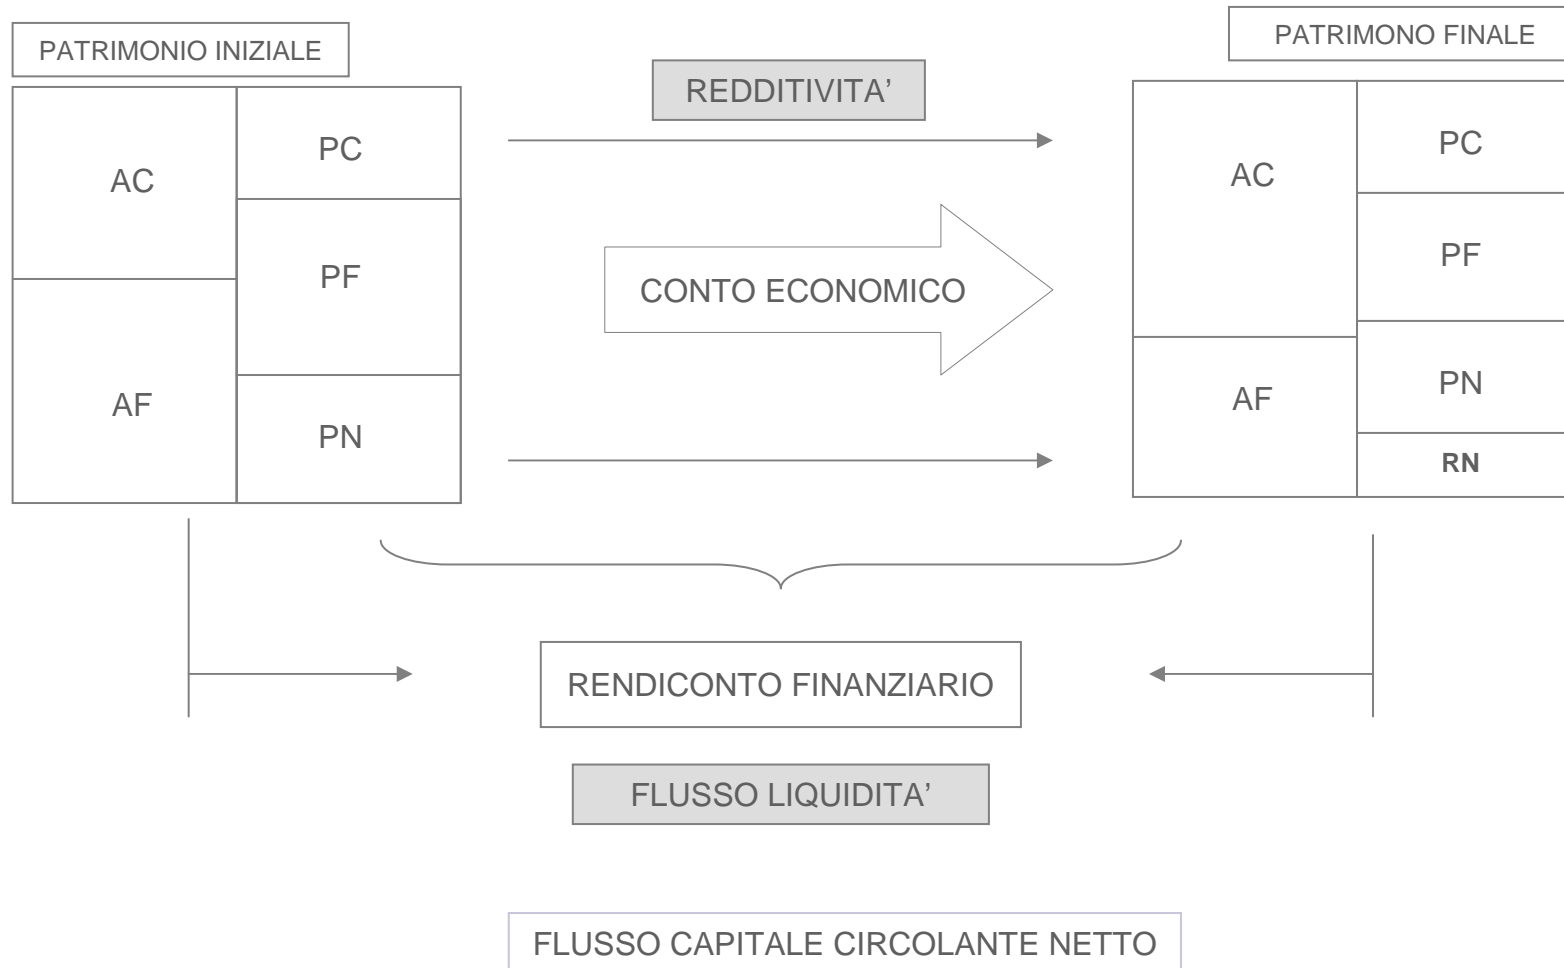 PATRIMONIO INIZIALE
PATRIMONO FINALE
REDDITIVITA’
AC
PC
PF
AF
PN
CONTO ECONOMICO
AC
PC
PF
AF
PN
RN
RENDICONTO FINANZIARIO
FLUSSO LIQUIDITA’
FLUSSO CAPITALE CIRCOLANTE NETTO